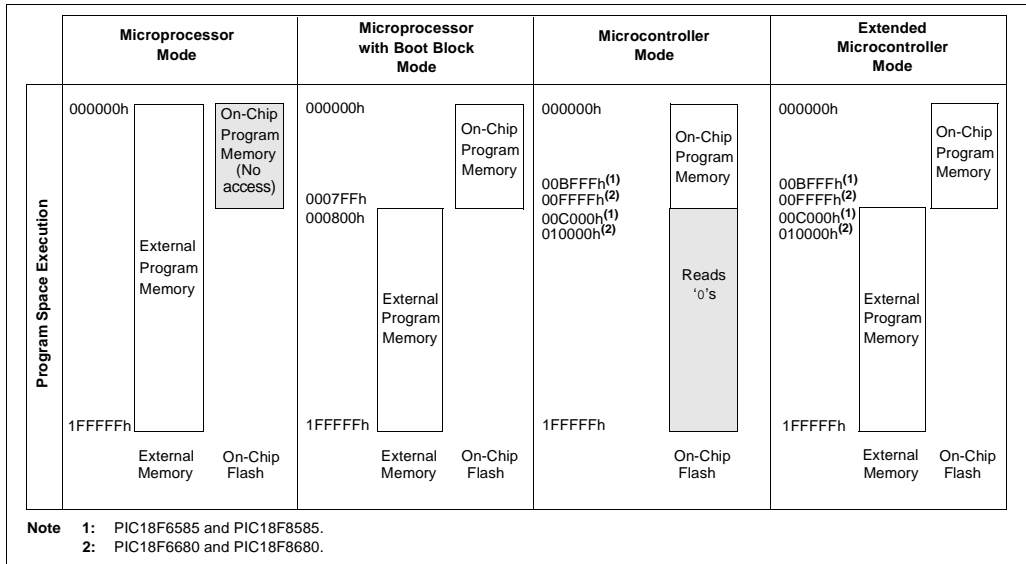 Microprocessor
Mode
Microprocessor
with Boot Block
Mode
Microcontroller
Mode
Extended
Microcontroller
Mode
Program Space Execution
000000h
On-Chip
Program
Memory
(No
access)
External
Program
Memory
1FFFFFh
External
Memory
On-Chip
Flash
000000h
On-Chip
Program
Memory
0007FFh
000800h
External
Program
Memory
1FFFFFh
External
Memory
On-Chip
Flash
000000h
On-Chip
Program
Memory
00BFFFh(1)
00FFFFh(2)
00C000h(1)
010000h(2)
Reads
‘0’s
1FFFFFh
On-Chip
Flash
000000h
On-Chip
Program
Memory
00BFFFh(1)
00FFFFh(2)
00C000h(1)
010000h(2)
External
Program
Memory
1FFFFFh
External
Memory
On-Chip
Flash
Note 1: PIC18F6585 and PIC18F8585.
2: PIC18F6680 and PIC18F8680.